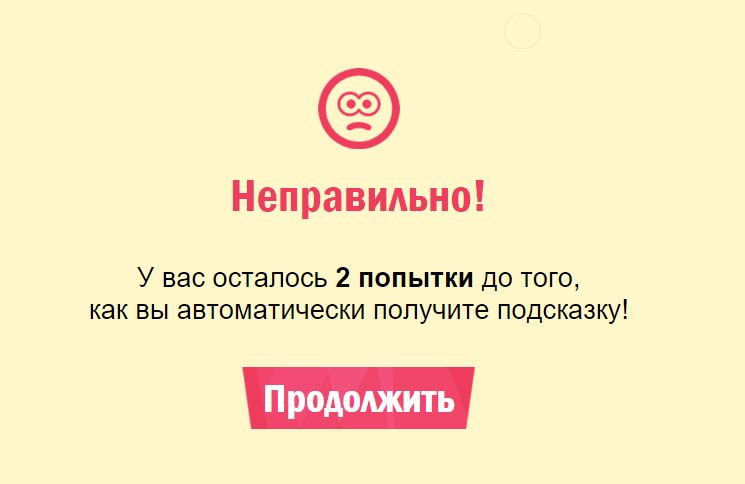 Неправильно!
У вас осталось 2 попытки до того,
как вы автоматически получите подсказку!
Продолжить